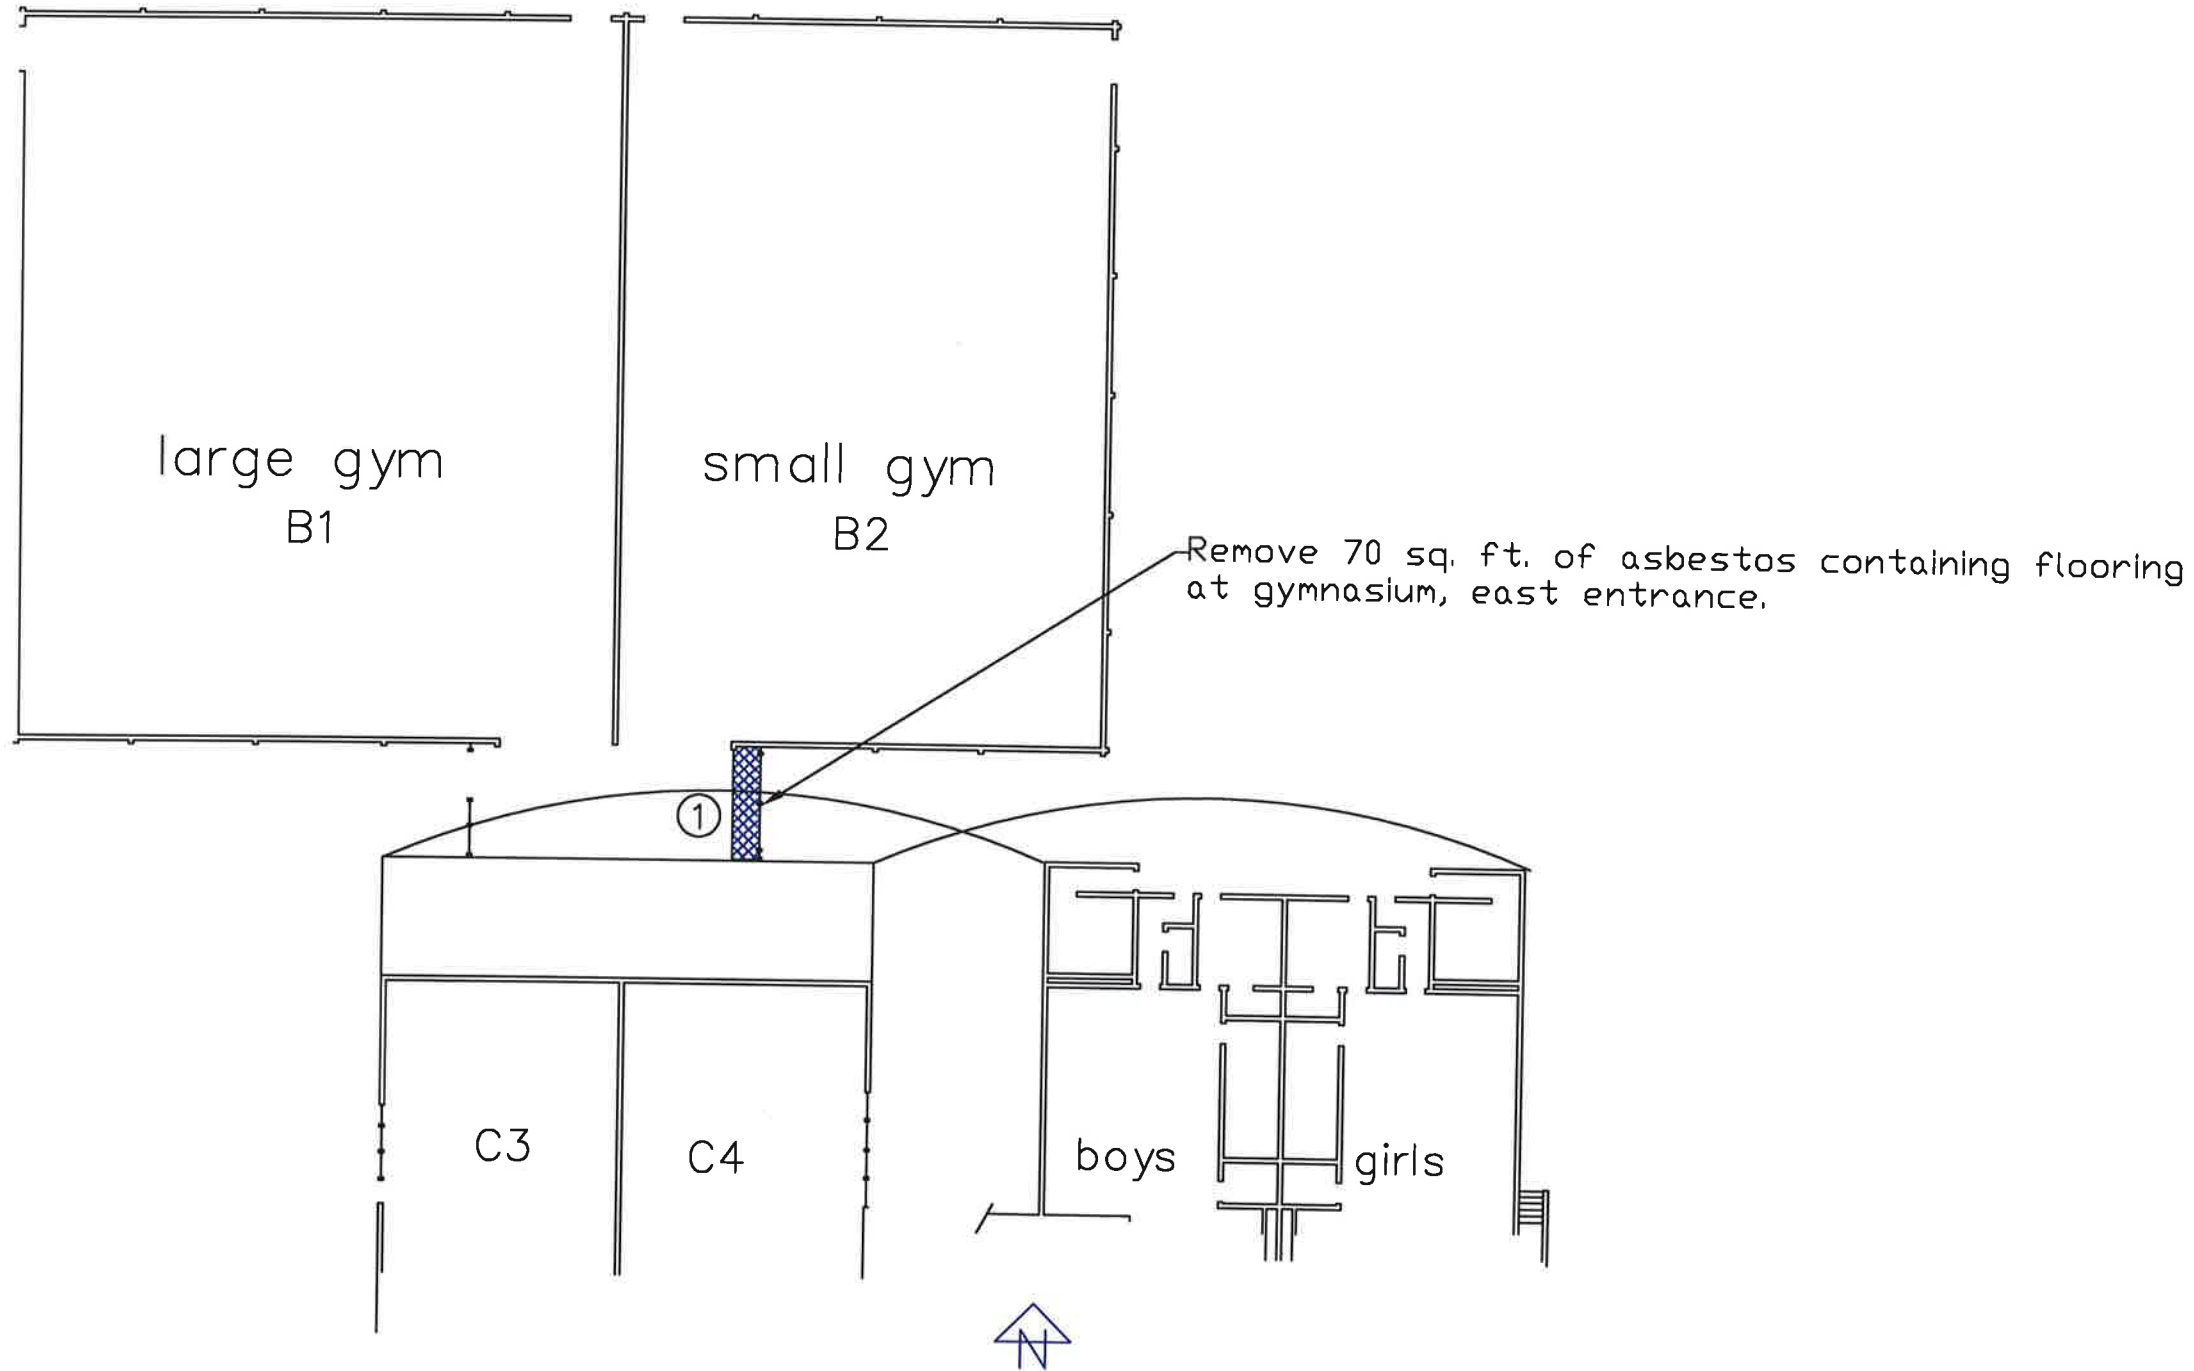 large gym
B1
small gym
B2
Remove 70 sq. ft. of asbestos containing flooring
at gymnasium, east entrance.
1
C3
C4
boys
girls
N